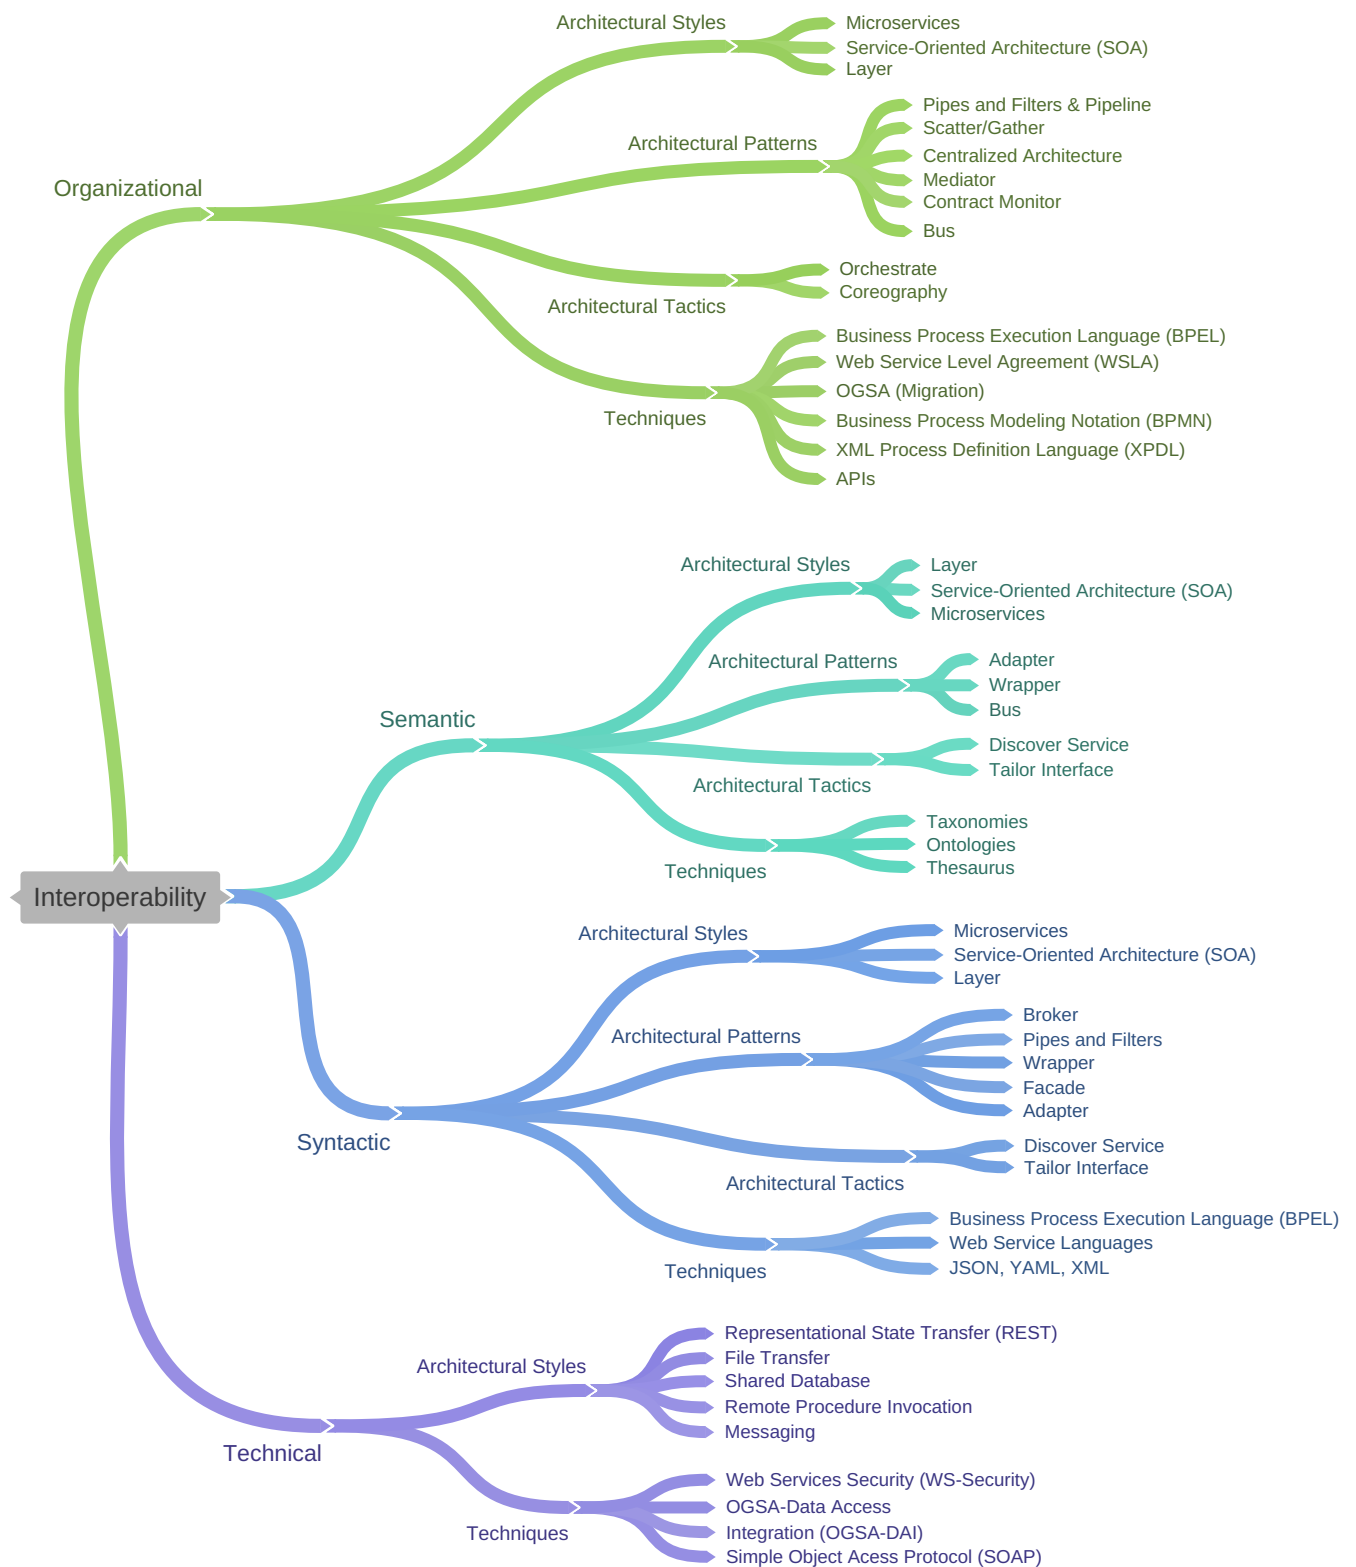 Architectural Styles
Microservices
Service-Oriented Architecture (SOA)
Layer
Architectural Patterns
Pipes and Filters & Pipeline
Scatter/Gather
Centralized Architecture
Mediator
Contract Monitor
Bus
Organizational
Architectural Tactics
Orchestrate
Coreography
Techniques
Business Process Execution Language (BPEL)
Web Service Level Agreement (WSLA)
OGSA (Migration)
Business Process Modeling Notation (BPMN)
XML Process Definition Language (XPDL)
APIs
Architectural Styles
Layer
Service-Oriented Architecture (SOA)
Microservices
Architectural Patterns
Adapter
Wrapper
Bus
Semantic
Architectural Tactics
Discover Service
Tailor Interface
Techniques
Taxonomies
Ontologies
Thesaurus
Interoperability
Architectural Styles
Microservices
Service-Oriented Architecture (SOA)
Layer
Architectural Patterns
Broker
Pipes and Filters
Wrapper
Facade
Adapter
Syntactic
Architectural Tactics
Discover Service
Tailor Interface
Techniques
Business Process Execution Language (BPEL)
Web Service Languages
JSON, YAML, XML
Architectural Styles
Representational State Transfer (REST)
File Transfer
Shared Database
Remote Procedure Invocation
Messaging
Technical
Techniques
Web Services Security (WS-Security)
OGSA-Data Access
Integration (OGSA-DAI)
Simple Object Acess Protocol (SOAP)